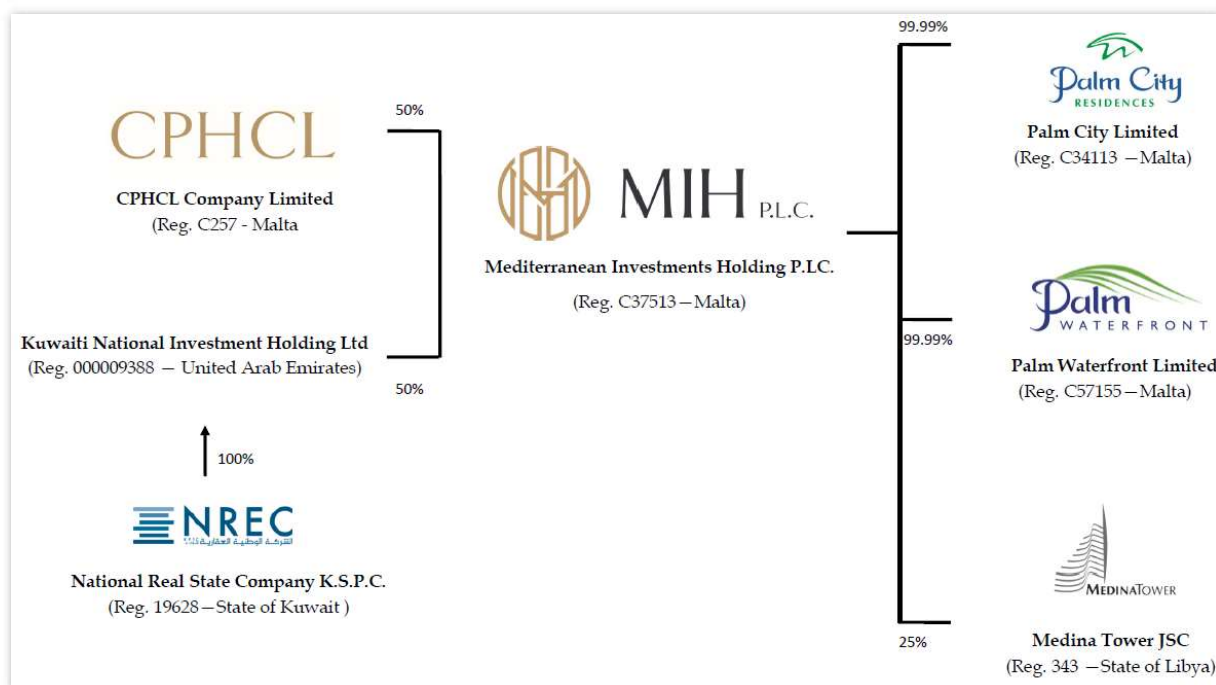 CPHCL
CPHCL Company Limited
(Reg. C257 - Malta
50%
Kuwaiti National Investment Holding Ltd
(Reg. 000009388 — United Arab Emirates)
50%
100%
NREC
National Real State Company K.S.P.C.
(Reg. 19628—State of Kuwait )
MIH P.L.C.
Mediterranean Investments Holding P.LC.
(Reg. C37513—Malta)
99.99%
Palm City
RESIDENCES
Palm City Limited
(Reg. C34113 —Malta)
99.99%
Palm
WATERFRONT
Palm Waterfront Limited
(Reg. C57155—Malta)
25%
MEDINATOWER
Medina Tower JSC
(Reg. 343 —State of Libya)